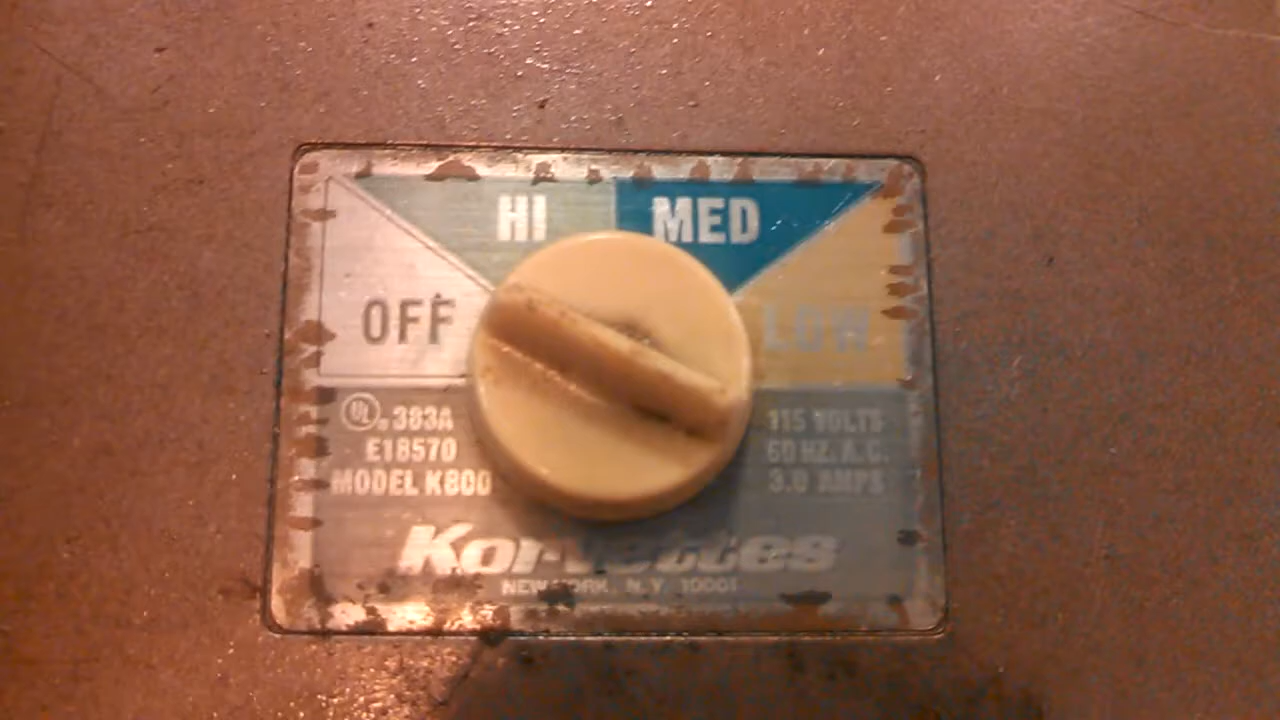 HI MED
OFF LOW
UL ® 383A
E18570
MODEL K800
115 VOLTS
60 HZ. A.C.
3.0 AMPS
Korvettes
NEW YORK, N.Y. 10001